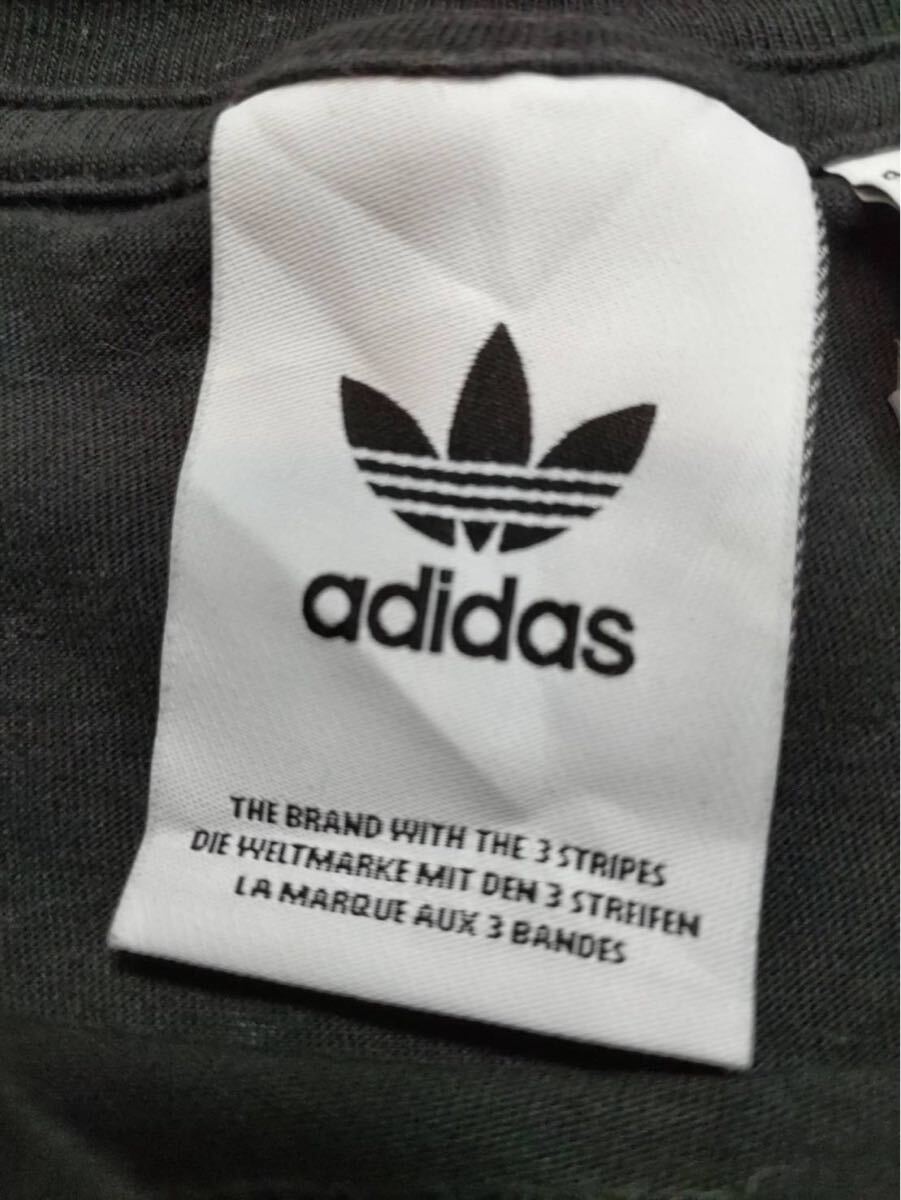 adidas
THE BRAND WITH THE 3 STRIPES
DIE WELTMARKE MIT DEN 3 STREIFEN
LA MARQUE AUX 3 BANDES